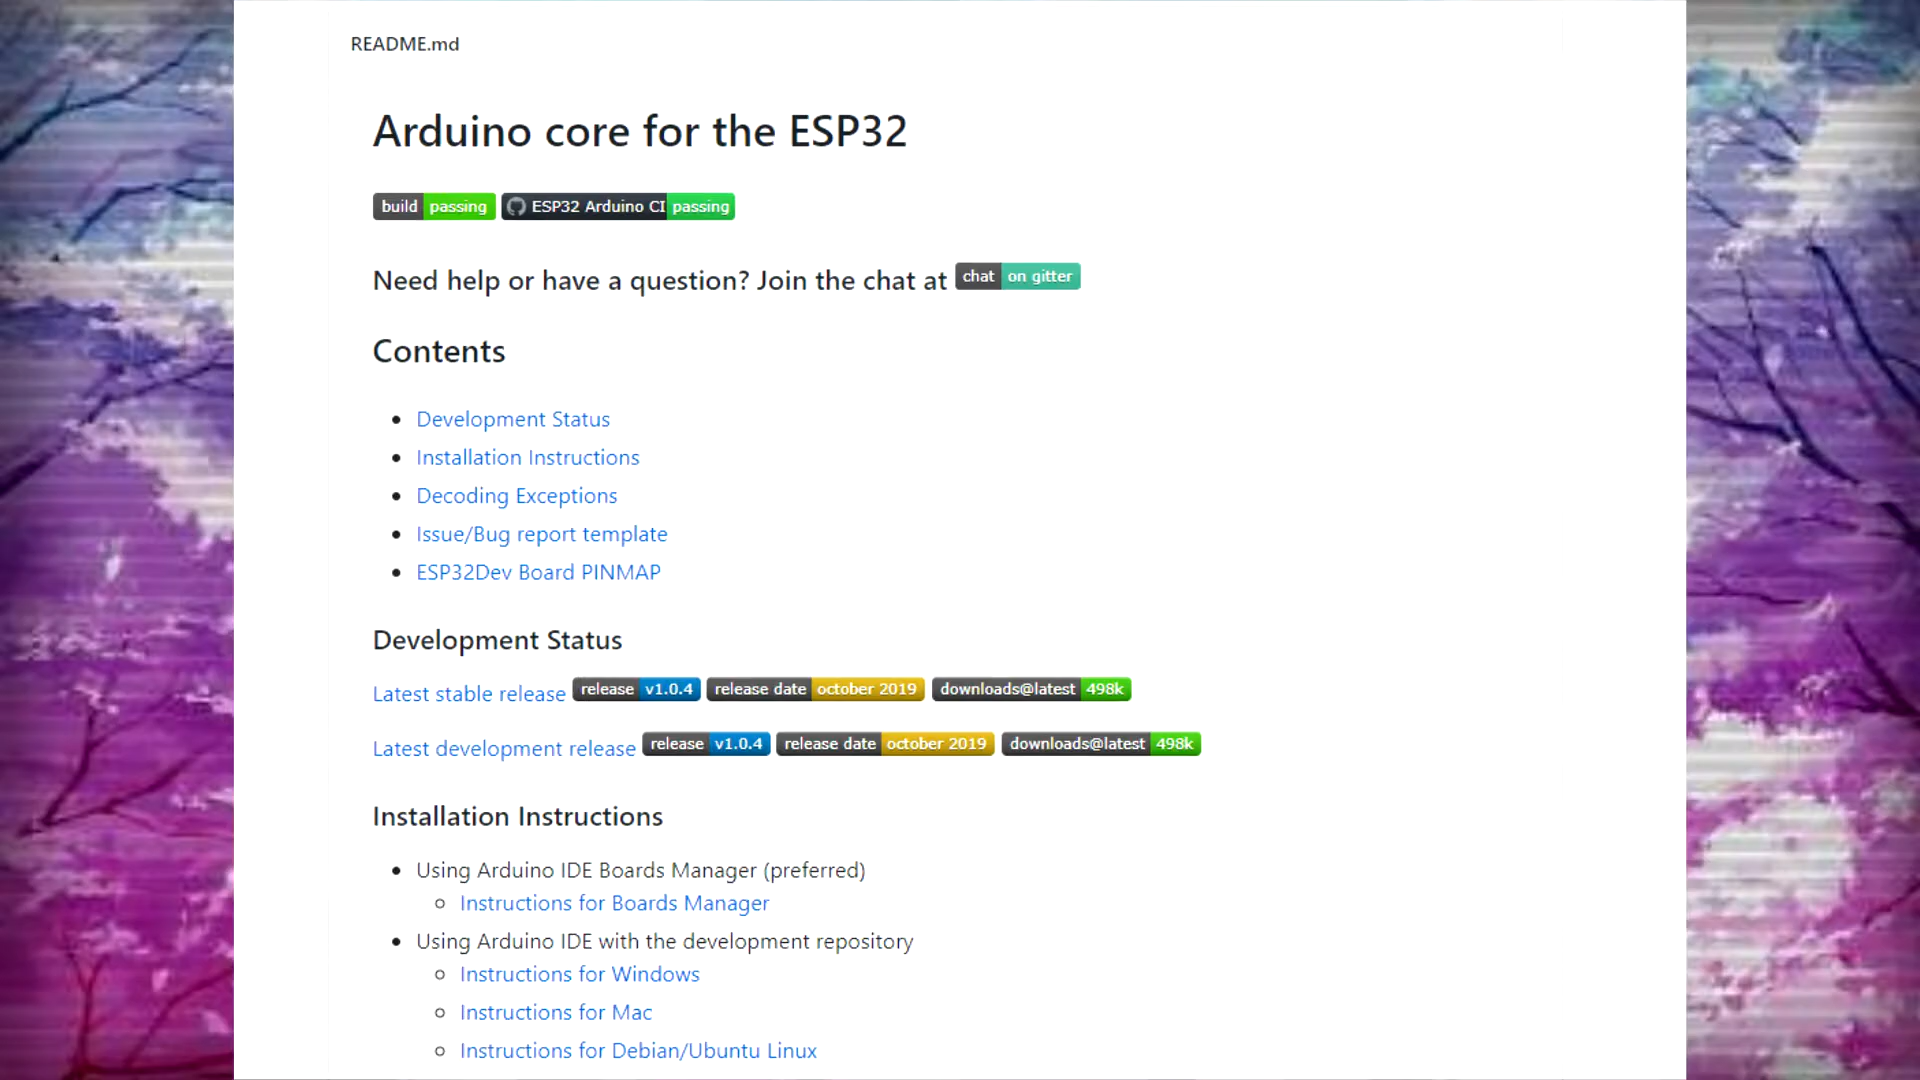 README.md
Arduino core for the ESP32
build passing ESP32 Arduino CI passing
Need help or have a question? Join the chat at chat on gitter
Contents
Development Status
Installation Instructions
Decoding Exceptions
Issue/Bug report template
ESP32Dev Board PINMAP
Development Status
Latest stable release release v1.0.4 release date october 2019 downloads@latest 498k
Latest development release release v1.0.4 release date october 2019 downloads@latest 498k
Installation Instructions
Using Arduino IDE Boards Manager (preferred)
Instructions for Boards Manager
Using Arduino IDE with the development repository
Instructions for Windows
Instructions for Mac
Instructions for Debian/Ubuntu Linux